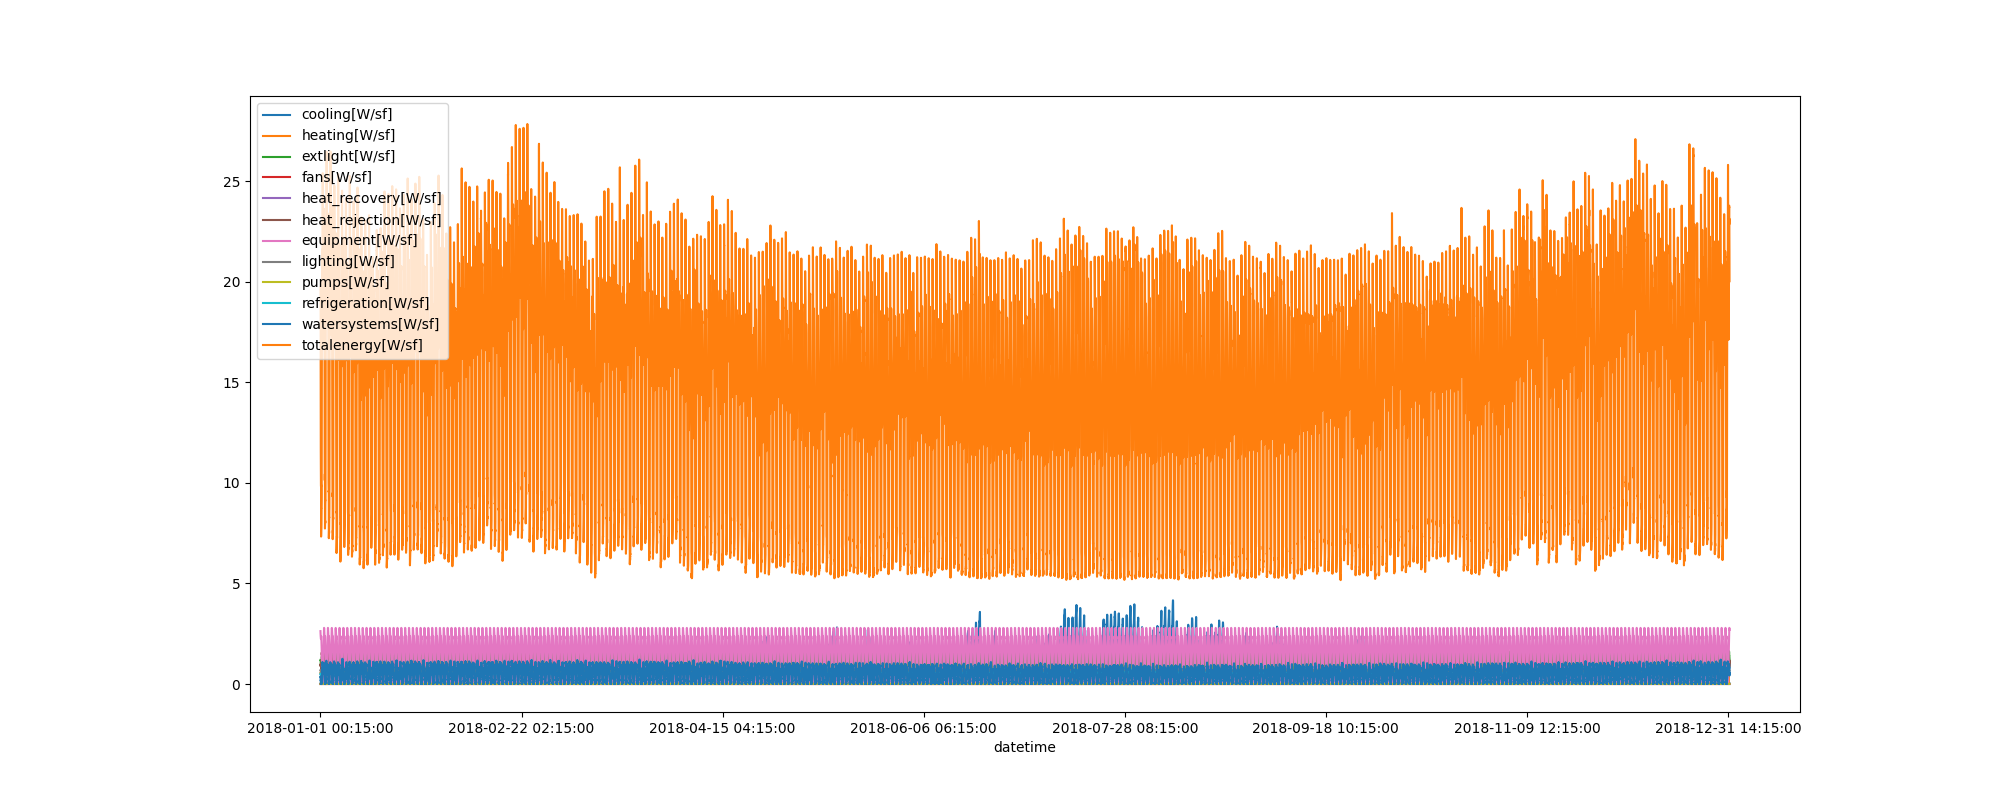 cooling[W/sf]
heating[W/sf]
extlight[W/sf]
fans[W/sf]
heat_recovery[W/sf]
heat_rejection[W/sf]
equipment[W/sf]
lighting[W/sf]
pumps[W/sf]
refrigeration[W/sf]
watersystems[W/sf]
totalenergy[W/sf]
25
20
15
10
5
0
2018-01-01 00:15:00 2018-02-22 02:15:00 2018-04-15 04:15:00 2018-06-06 06:15:00 2018-07-28 08:15:00 2018-09-18 10:15:00 2018-11-09 12:15:00 2018-12-31 14:15:00
datetime